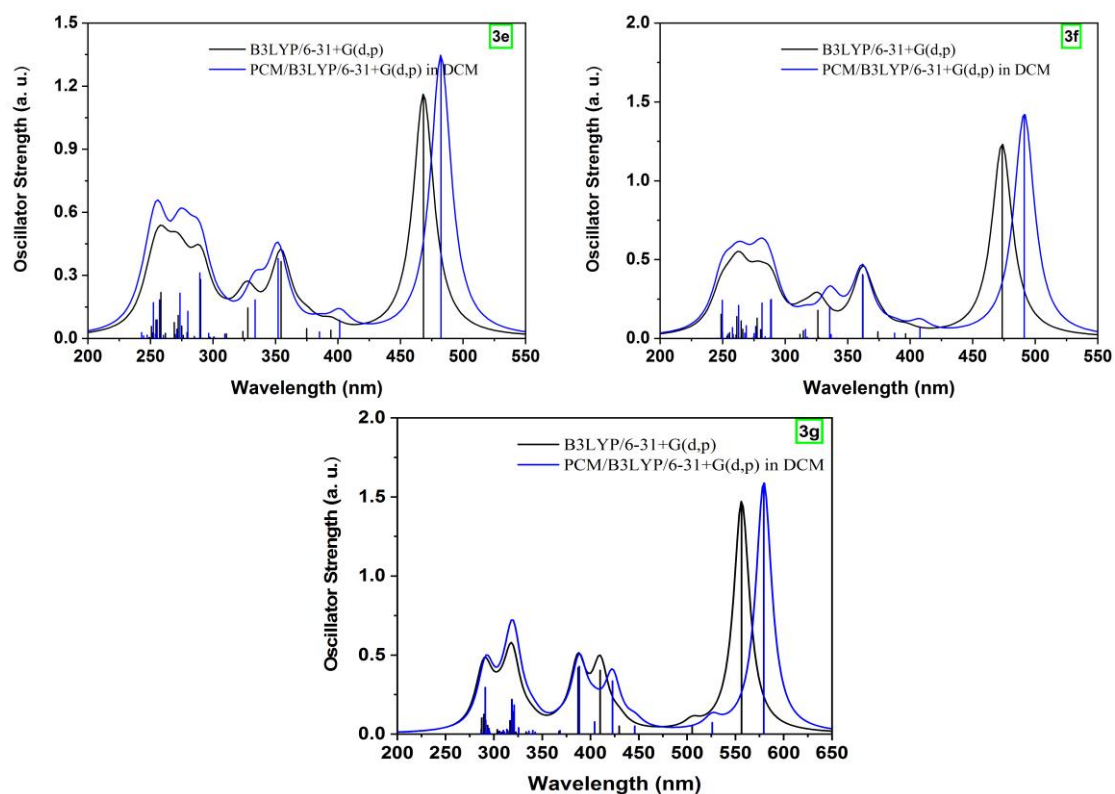 3e
B3LYP/6-31+G(d,p)
PCM/B3LYP/6-31+G(d,p) in DCM
Oscillator Strength (a. u.)
1.5
1.2
0.9
0.6
0.3
0.0
200 250 300 350 400 450 500 550
Wavelength (nm)
3f
B3LYP/6-31+G(d,p)
PCM/B3LYP/6-31+G(d,p) in DCM
Oscillator Strength (a. u.)
2.0
1.5
1.0
0.5
0.0
200 250 300 350 400 450 500 550
Wavelength (nm)
3g
B3LYP/6-31+G(d,p)
PCM/B3LYP/6-31+G(d,p) in DCM
Oscillator Strength (a. u.)
2.0
1.5
1.0
0.5
0.0
200 250 300 350 400 450 500 550 600 650
Wavelength (nm)